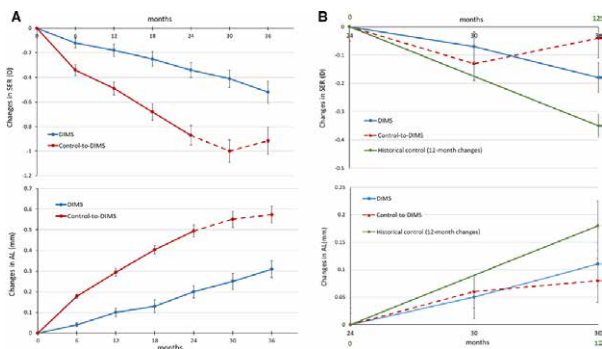 A
months
0
6
12
18
24
30
36
0
-0.2
-0.4
-0.6
-0.8
-1
-1.2
Changes in SER (D)
DIMS
Control-to-DIMS
0.7
0.6
0.5
0.4
0.3
0.2
0.1
0
Changes in AL (mm)
DIMS
Control-to-DIMS
0
6
12
18
24
30
36
months
B
months
0
24
30
0
-0.1
-0.2
-0.3
-0.4
-0.5
Changes in SER (D)
DIMS
Control-to-DIMS
Historical control (12-month changes)
0.25
0.2
0.15
0.1
0.05
0
Changes in AL(mm)
DIMS
Control-to-DIMS
Historical control (12-month changes)
24
30
36
0
months